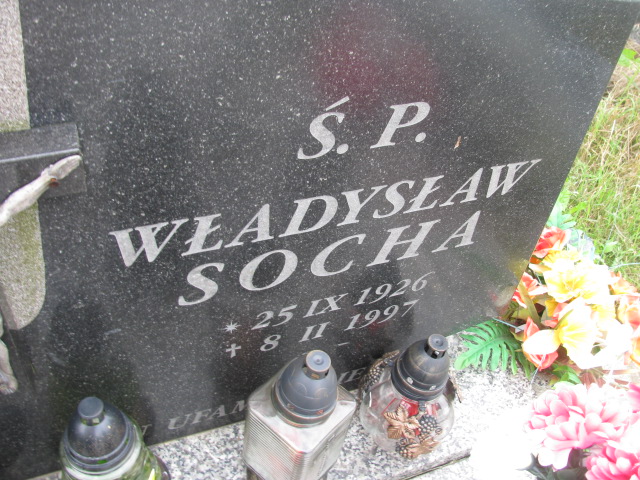 Ś. P.
WŁADYSŁAW
SOCHA
* 25 IX 1926
✝ 8 II 1997